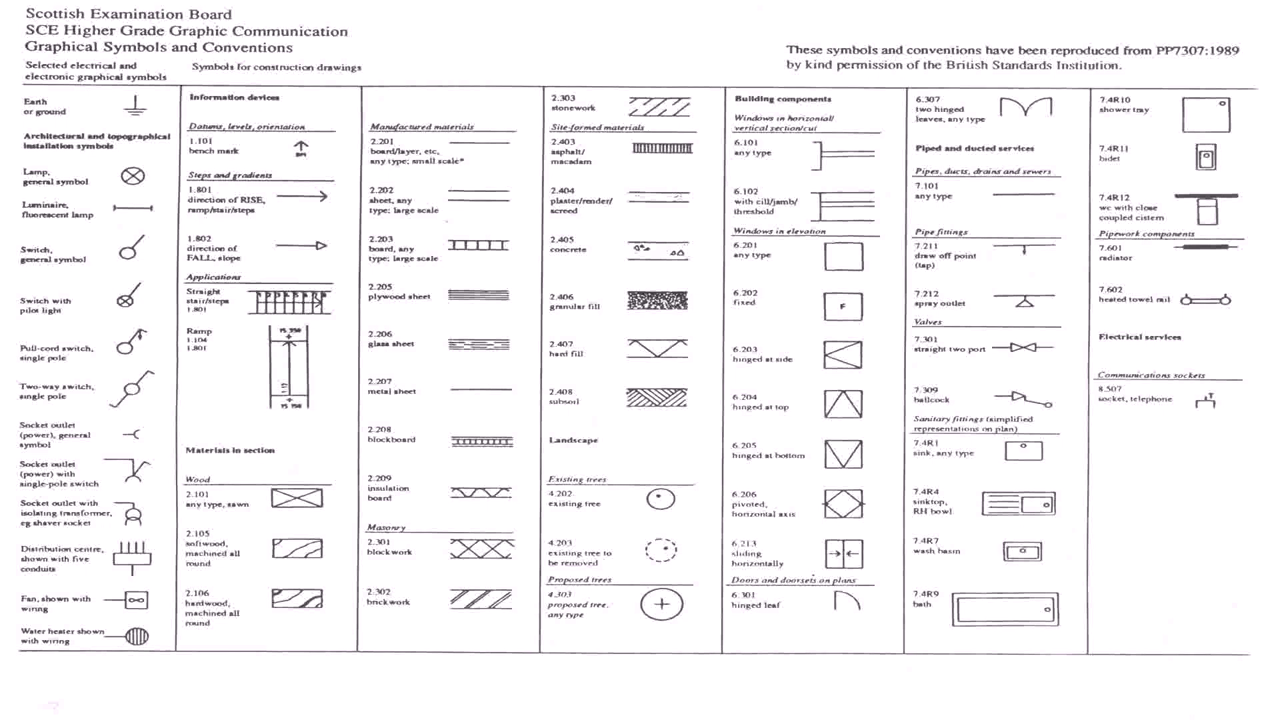 Scottish Examination Board
SCE Higher Grade Graphic Communication
Graphical Symbols and Conventions
These symbols and conventions have been reproduced from PP7307:1989
by kind permission of the British Standards Institution.
Selected electrical and
electronic graphical symbols
Symbols for construction drawings
Earth
or ground
Architectural and topographical
installation symbols
Lamp,
general symbol
Luminaire,
fluorescent lamp
Switch,
general symbol
Switch with
pilot light
Pull-cord switch,
single pole
Two-way switch,
single pole
Socket outlet
(power), general
symbol
Socket outlet
(power) with
single-pole switch
Socket outlet with
isolating transformer,
eg shaver socket
Distribution centre,
shown with five
conduits
Fan, shown with
wiring
Water heater shown
with wiring
Information devices
Datums, levels, orientation
1.101
bench mark
BM
Steps and gradients
1.801
direction of RISE,
ramp/stair/steps
1.802
direction of
FALL, slope
Applications
Straight
stair/steps
1.801
Ramp
1.104
1.801
Materials in section
Wood
2.101
any type, sawn
2.105
softwood,
machined all
round
2.106
hardwood,
machined all
round
Manufactured materials
2.201
board/layer, etc,
any type; small scale*
2.202
sheet, any
type; large scale
2.203
board, any
type; large scale
2.205
plywood sheet
2.206
glass sheet
2.207
metal sheet
2.208
blockboard
2.209
insulation
board
Masonry
2.301
blockwork
2.302
brickwork
2.303
stonework
Site-formed materials
2.403
asphalt/
macadam
2.404
plaster/render/
screed
2.405
concrete
2.406
granular fill
2.407
hard fill
2.408
subsoil
Landscape
Existing trees
4.202
existing tree
4.203
existing tree to
be removed
Proposed trees
4.303
proposed tree,
any type
Building components
Windows in horizontal/
vertical section/cut
6.101
any type
6.102
with cill/jamb/
threshold
Windows in elevation
6.201
any type
6.202
fixed
F
6.203
hinged at side
6.204
hinged at top
6.205
hinged at bottom
6.206
pivoted,
horizontal axis
6.213
sliding
horizontally
Doors and doorsets on plans
6.301
hinged leaf
6.307
two hinged
leaves, any type
Piped and ducted services
Pipes, ducts, drains and sewers
7.101
any type
Pipe fittings
7.211
draw off point
(tap)
7.212
spray outlet
Valves
7.301
straight two port
7.309
ballcock
Sanitary fittings (simplified
representations on plan)
7.4R1
sink, any type
7.4R4
sinktop,
RH bowl
7.4R7
wash basin
7.4R9
bath
7.4R10
shower tray
7.4R11
bidet
7.4R12
wc with close
coupled cistern
Pipework components
7.601
radiator
7.602
heated towel rail
Electrical services
Communications sockets
8.507
socket, telephone
T